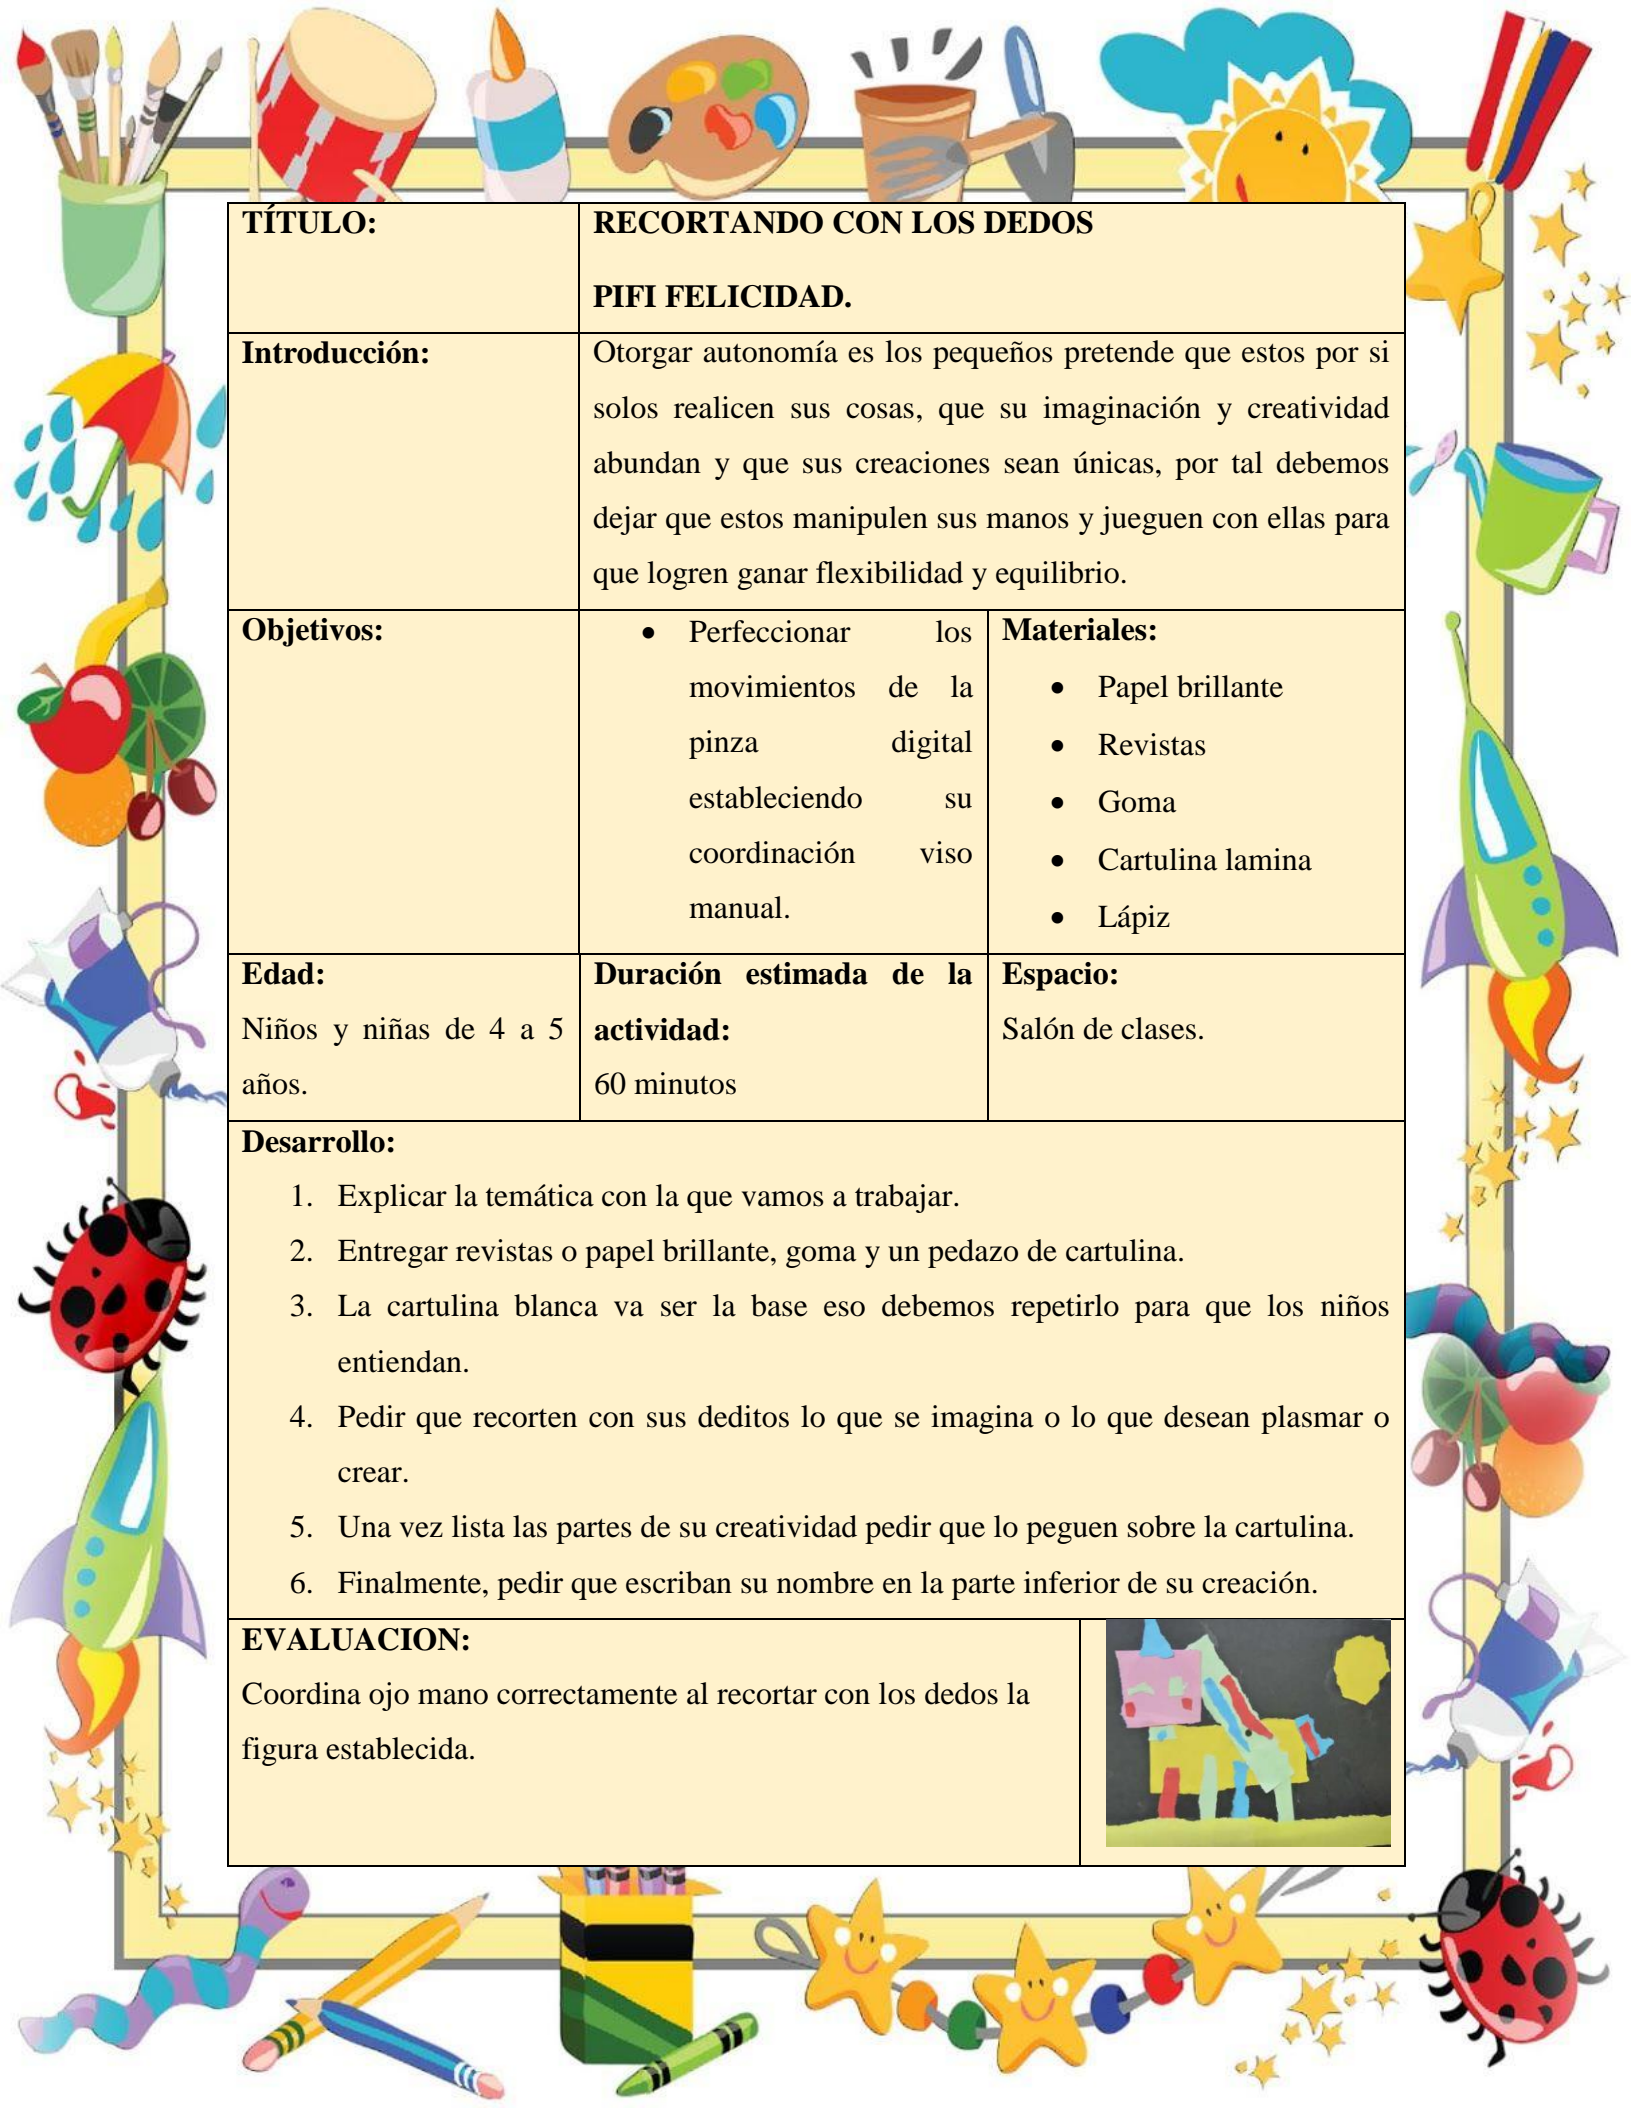 TÍTULO:
RECORTANDO CON LOS DEDOS
PIFI FELICIDAD.
Introducción:
Otorgar autonomía es los pequeños pretende que estos por si
solos realicen sus cosas, que su imaginación y creatividad
abundan y que sus creaciones sean únicas, por tal debemos
dejar que estos manipulen sus manos y jueguen con ellas para
que logren ganar flexibilidad y equilibrio.
Objetivos:
• Perfeccionar los
movimientos de la
pinza digital
estableciendo su
coordinación viso
manual.
Materiales:
• Papel brillante
• Revistas
• Goma
• Cartulina lamina
• Lápiz
Edad:
Niños y niñas de 4 a 5
años.
Duración estimada de la
actividad:
60 minutos
Espacio:
Salón de clases.
Desarrollo:
1. Explicar la temática con la que vamos a trabajar.
2. Entregar revistas o papel brillante, goma y un pedazo de cartulina.
3. La cartulina blanca va ser la base eso debemos repetirlo para que los niños
entiendan.
4. Pedir que recorten con sus deditos lo que se imagina o lo que desean plasmar o
crear.
5. Una vez lista las partes de su creatividad pedir que lo peguen sobre la cartulina.
6. Finalmente, pedir que escriban su nombre en la parte inferior de su creación.
EVALUACION:
Coordina ojo mano correctamente al recortar con los dedos la
figura establecida.